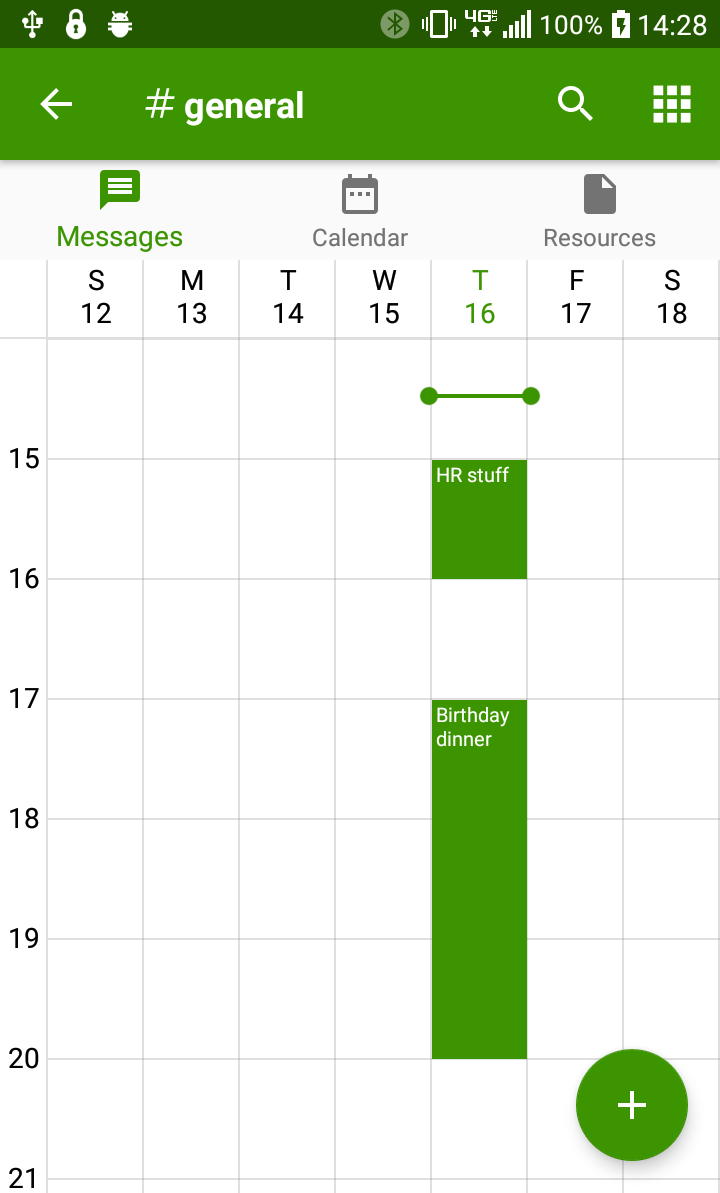 4G 100% 14:28
# general
Messages Calendar Resources
S M T W T F S
12 13 14 15 16 17 18
15
HR stuff
16
17
Birthday
dinner
18
19
20
21